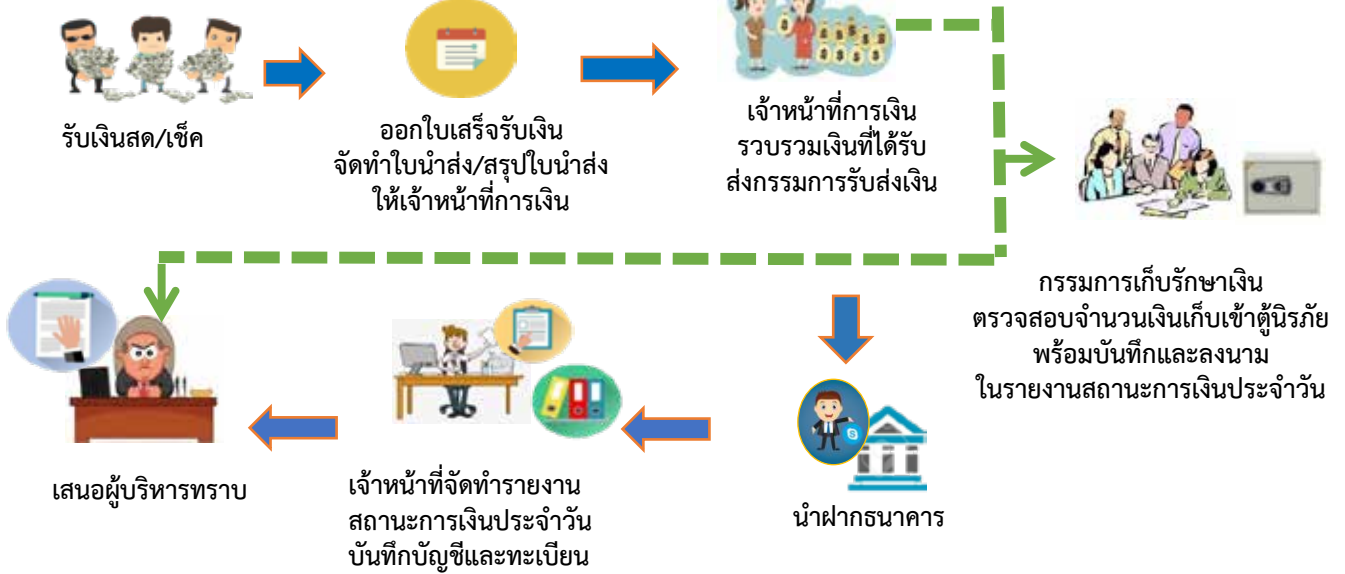 รับเงินสด/เช็ค
ออกใบเสร็จรับเงิน
จัดทำใบนำส่ง/สรุปใบนำส่ง
ให้เจ้าหน้าที่การเงิน
เจ้าหน้าที่การเงิน
รวบรวมเงินที่ได้รับ
ส่งกรรมการรับส่งเงิน
กรรมการเก็บรักษาเงิน
ตรวจสอบจำนวนเงินเก็บเข้าตู้นิรภัย
พร้อมบันทึกและลงนาม
ในรายงานสถานะการเงินประจำวัน
นำฝากธนาคาร
เจ้าหน้าที่จัดทำรายงาน
สถานะการเงินประจำวัน
บันทึกบัญชีและทะเบียน
เสนอผู้บริหารทราบ